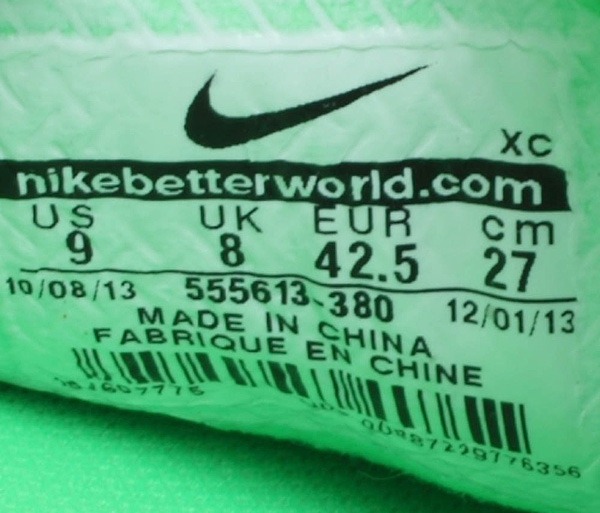 XC
nikebetterworld.com
US UK EUR cm
9 8 42.5 27
10/08/13 555613-380 12/01/13
MADE IN CHINA
FABRIQUE EN CHINE